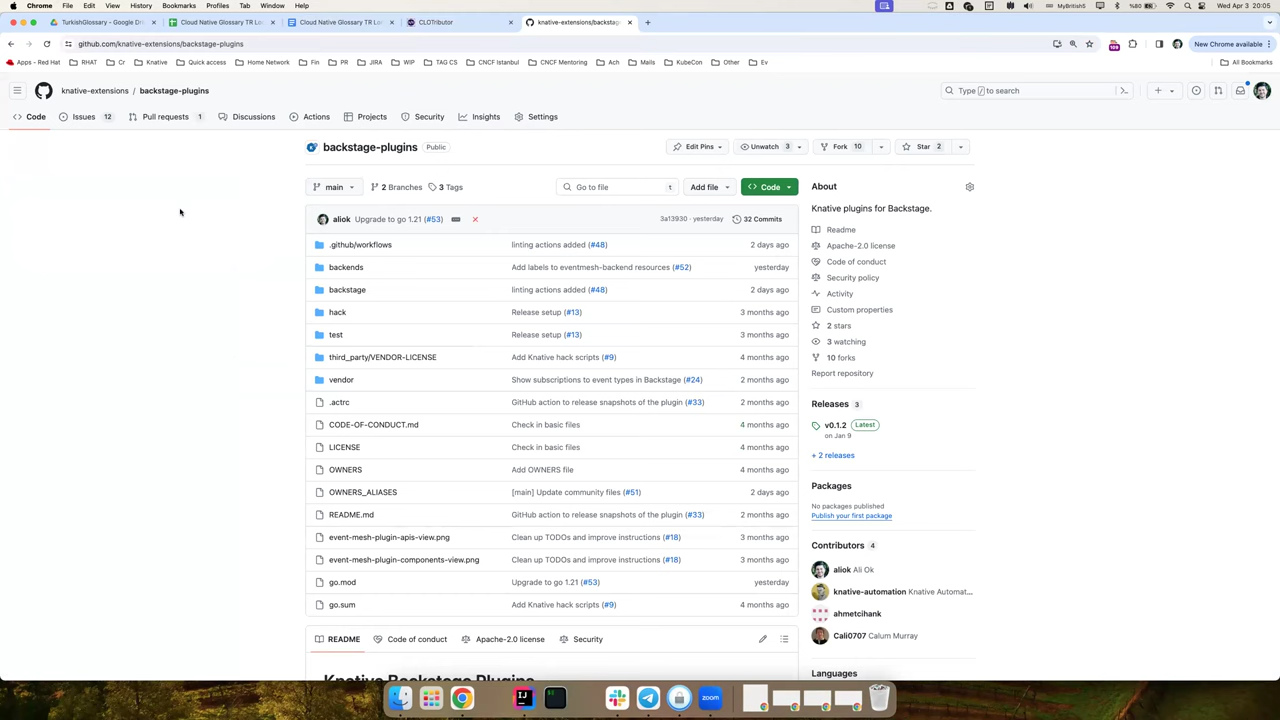 Chrome File Edit View History Bookmarks Profiles Tab Window Help MyBritish5 %80 Wed Apr 3 20:05
TurkishGlossary - Google Dri
Cloud Native Glossary TR Loc
Cloud Native Glossary TR Lan
CLOTributor
knative-extensions/backstag
github.com/knative-extensions/backstage-plugins
109
New Chrome available
Apps - Red Hat RHAT Cr Knative Quick access Home Network Fin PR JIRA WIP TAG CS CNCF Istanbul CNCF Mentoring Ach Mails KubeCon Other Ev All Bookmarks
knative-extensions / backstage-plugins
Type / to search
Code Issues 12 Pull requests 1 Discussions Actions Projects Security Insights Settings
backstage-plugins Public
Edit Pins Unwatch 3 Fork 10 Star 2
main 2 Branches 3 Tags Go to file t Add file Code
aliok Upgrade to go 1.21 (#53) 3a13930 · yesterday 32 Commits
.github/workflows linting actions added (#48) 2 days ago
backends Add labels to eventmesh-backend resources (#52) yesterday
backstage linting actions added (#48) 2 days ago
hack Release setup (#13) 3 months ago
test Release setup (#13) 3 months ago
third_party/VENDOR-LICENSE Add Knative hack scripts (#9) 4 months ago
vendor Show subscriptions to event types in Backstage (#24) 2 months ago
.actrc GitHub action to release snapshots of the plugin (#33) 2 months ago
CODE-OF-CONDUCT.md Check in basic files 4 months ago
LICENSE Check in basic files 4 months ago
OWNERS Add OWNERS file 4 months ago
OWNERS_ALIASES [main] Update community files (#51) 2 days ago
README.md GitHub action to release snapshots of the plugin (#33) 2 months ago
event-mesh-plugin-apis-view.png Clean up TODOs and improve instructions (#18) 3 months ago
event-mesh-plugin-components-view.png Clean up TODOs and improve instructions (#18) 3 months ago
go.mod Upgrade to go 1.21 (#53) yesterday
go.sum Add Knative hack scripts (#9) 4 months ago
README Code of conduct Apache-2.0 license Security
Knative Backstage Plugins
About
Knative plugins for Backstage.
Readme
Apache-2.0 license
Code of conduct
Security policy
Activity
Custom properties
2 stars
3 watching
10 forks
Report repository
Releases 3
v0.1.2 Latest
on Jan 9
+ 2 releases
Packages
No packages published
Publish your first package
Contributors 4
aliok Ali Ok
knative-automation Knative Automat...
ahmetcihank
Cali0707 Calum Murray
Languages
IJ
zoom